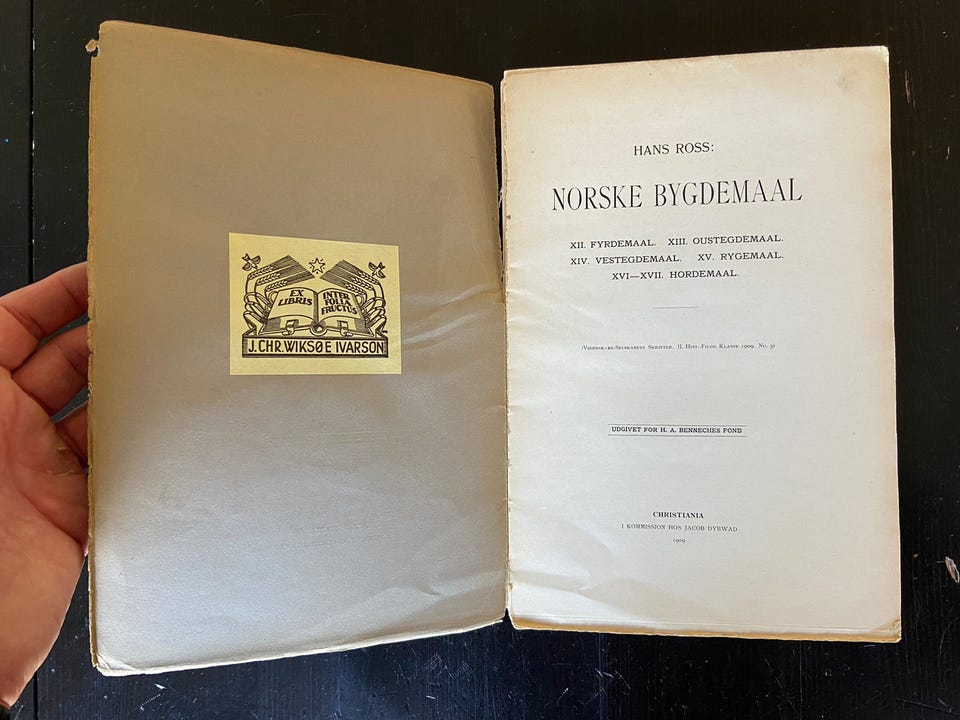 EX
LIBRIS
INTER
FOLIA
FRUCTUS
J. CHR. WIKSØE IVARSON
HANS ROSS:
NORSKE BYGDEMAAL
XII. FYRDEMAAL. XIII. OUSTEGDEMAAL.
XIV. VESTEGDEMAAL. XV. RYGEMAAL.
XVI—XVII. HORDEMAAL.
(VIDENSKABS-SELSKABETS SKRIFTER. II. HIST.-FILOS. KLASSE 1909. No. 3)
UDGIVET FOR H. A. BENNECHES FOND
CHRISTIANIA
I KOMMISSION HOS JACOB DYBWAD
1909